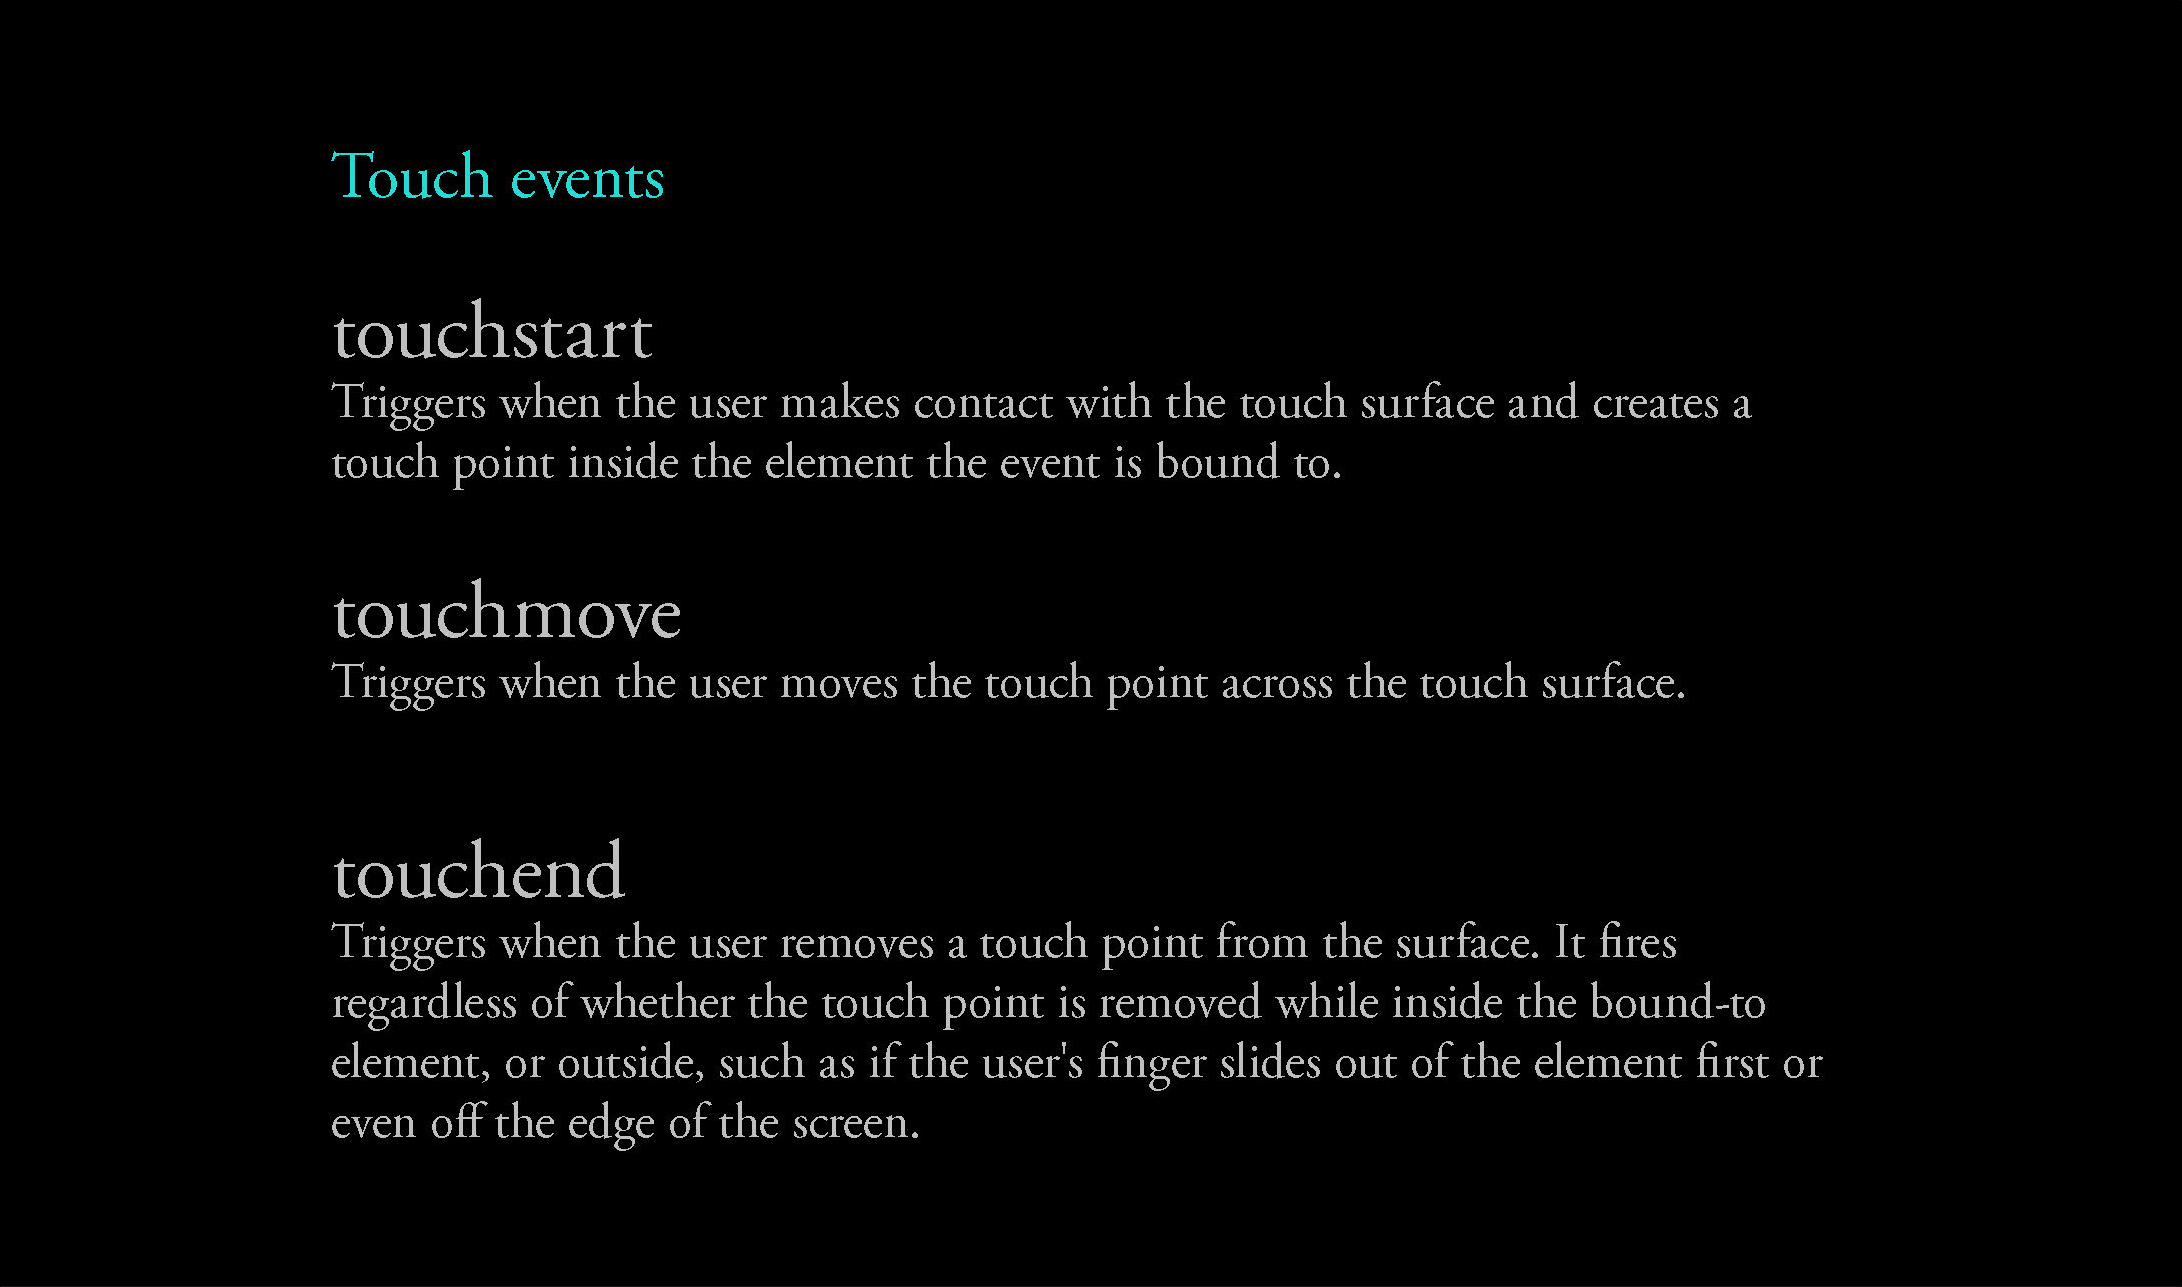 Touch events
touchstart
Triggers when the user makes contact with the touch surface and creates a
touch point inside the element the event is bound to.
touchmove
Triggers when the user moves the touch point across the touch surface.
touchend
Triggers when the user removes a touch point from the surface. It fires
regardless of whether the touch point is removed while inside the bound-to
element, or outside, such as if the user's finger slides out of the element first or
even off the edge of the screen.